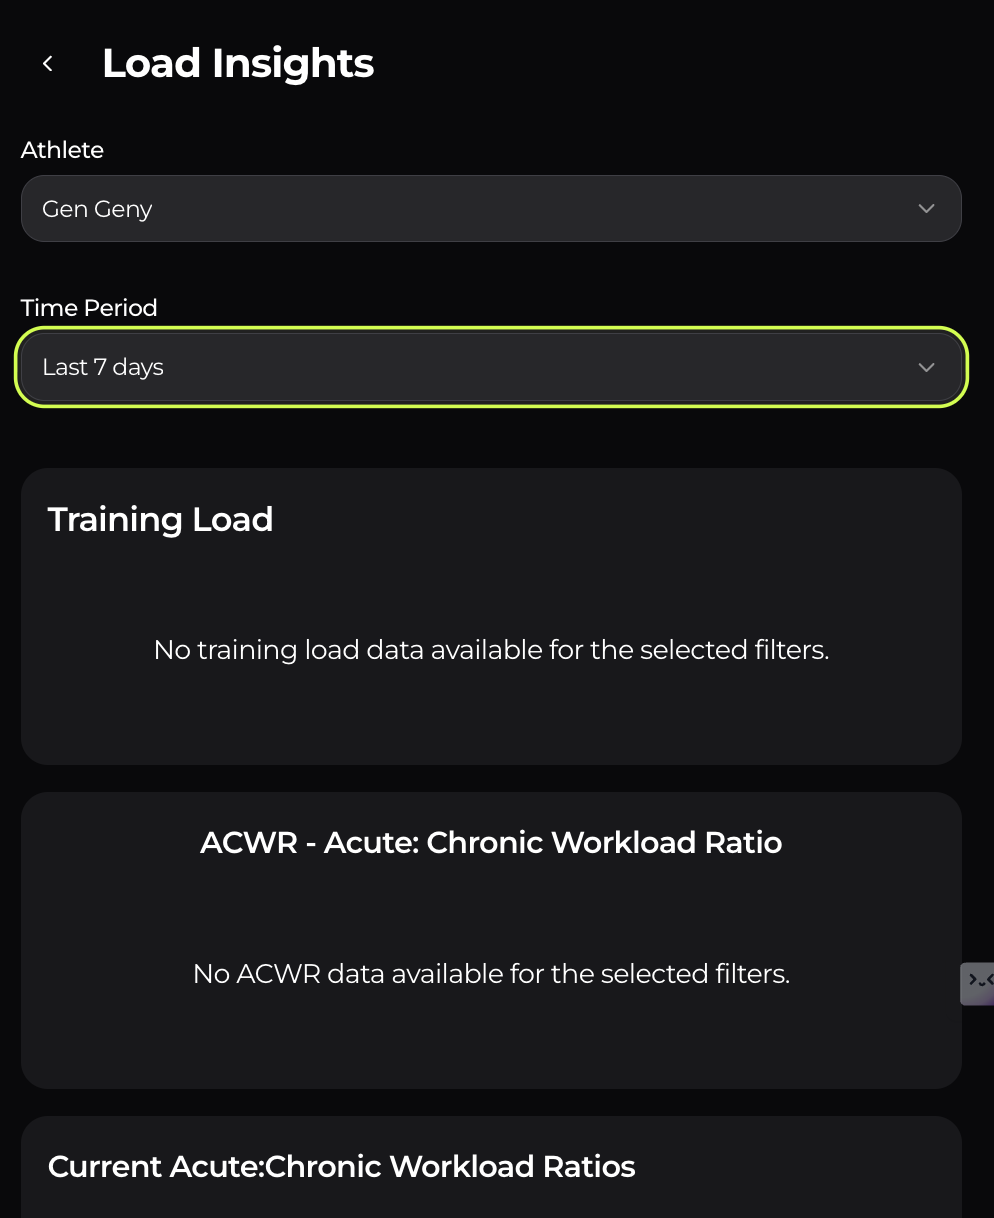 Load Insights
Athlete
Gen Geny
Time Period
Last 7 days
Training Load
No training load data available for the selected filters.
ACWR - Acute: Chronic Workload Ratio
No ACWR data available for the selected filters.
Current Acute:Chronic Workload Ratios